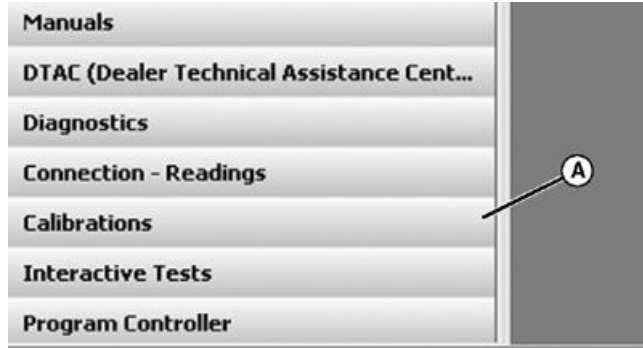 Manuals
DTAC (Dealer Technical Assistance Cent...
Diagnostics
Connection - Readings
A
Calibrations
Interactive Tests
Program Controller